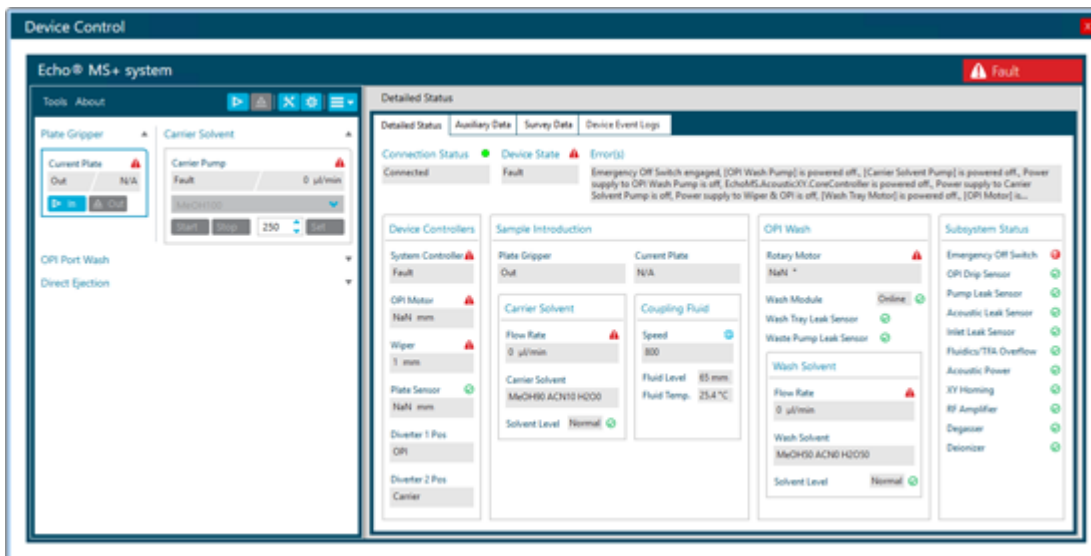 Device Control
Echo® MS+ system
Fault
Tools About
Plate Gripper
Current Plate
Out
N/A
In
Out
Carrier Solvent
Carrier Pump
Fault
0 µl/min
MeOH100
Start
Stop
250
Set
OPI Port Wash
Direct Ejection
Detailed Status
Detailed Status
Auxiliary Data
Survey Data
Device Event Logs
Connection Status
Connected
Device State
Fault
Error(s)
Emergency Off Switch engaged, [OPI Wash Pump] is powered off., [Carrier Solvent Pump] is powered off., Power
supply to OPI Wash Pump is off, EchoMS.AcousticXY.CoreController is powered off., Power supply to Carrier
Solvent Pump is off, Power supply to Wiper & OPI is off, [Wash Tray Motor] is powered off., [OPI Motor] is...
Device Controllers
System Controller
Fault
OPI Motor
NaN mm
Wiper
1 mm
Plate Sensor
NaN mm
Diverter 1 Pos
OPI
Diverter 2 Pos
Carrier
Sample Introduction
Plate Gripper
Out
Current Plate
N/A
Carrier Solvent
Flow Rate
0 µl/min
Carrier Solvent
MeOH90 ACN10 H2O0
Solvent Level Normal
Coupling Fluid
Speed
800
Fluid Level 65 mm
Fluid Temp. 25.4 °C
OPI Wash
Rotary Motor
NaN °
Wash Module Online
Wash Tray Leak Sensor
Waste Pump Leak Sensor
Wash Solvent
Flow Rate
0 µl/min
Wash Solvent
MeOH50 ACN0 H2O50
Solvent Level Normal
Subsystem Status
Emergency Off Switch
OPI Drip Sensor
Pump Leak Sensor
Acoustic Leak Sensor
Inlet Leak Sensor
Fluidics/TFA Overflow
Acoustic Power
XY Homing
RF Amplifier
Degasser
Deionizer